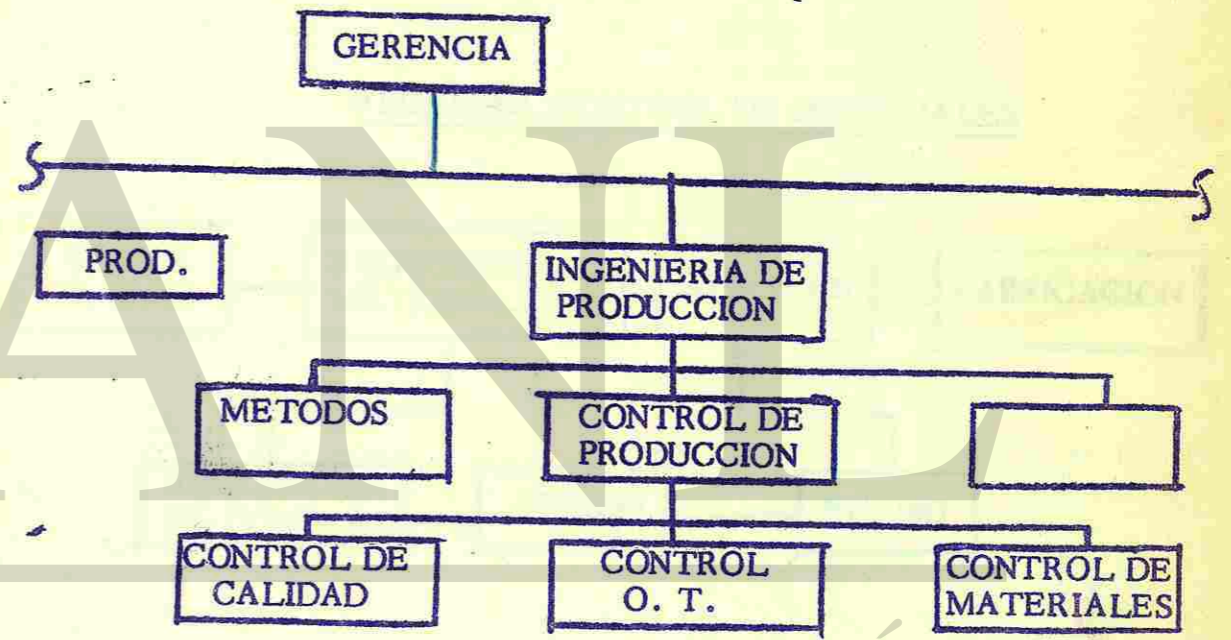 GERENCIA
PROD.
INGENIERIA DE
PRODUCCION
METODOS
CONTROL DE
PRODUCCION
CONTROL DE
CALIDAD
CONTROL
O. T.
CONTROL DE
MATERIALES